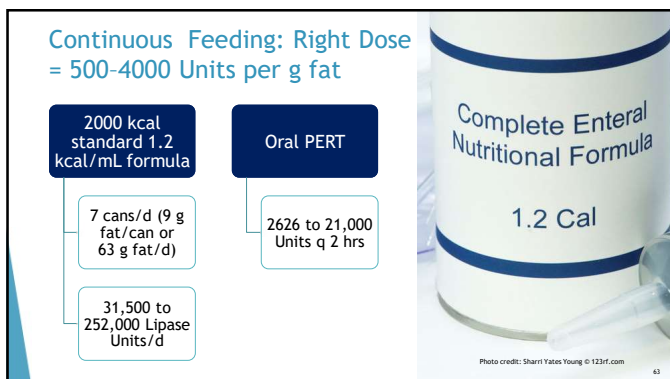 Continuous Feeding: Right Dose
= 500-4000 Units per g fat
2000 kcal
standard 1.2
kcal/mL formula
7 cans/d (9 g
fat/can or
63 g fat/d)
31,500 to
252,000 Lipase
Units/d
Oral PERT
2626 to 21,000
Units q 2 hrs
Complete Enteral
Nutritional Formula
1.2 Cal
Photo credit: Sharri Yates Young © 123rf.com
63